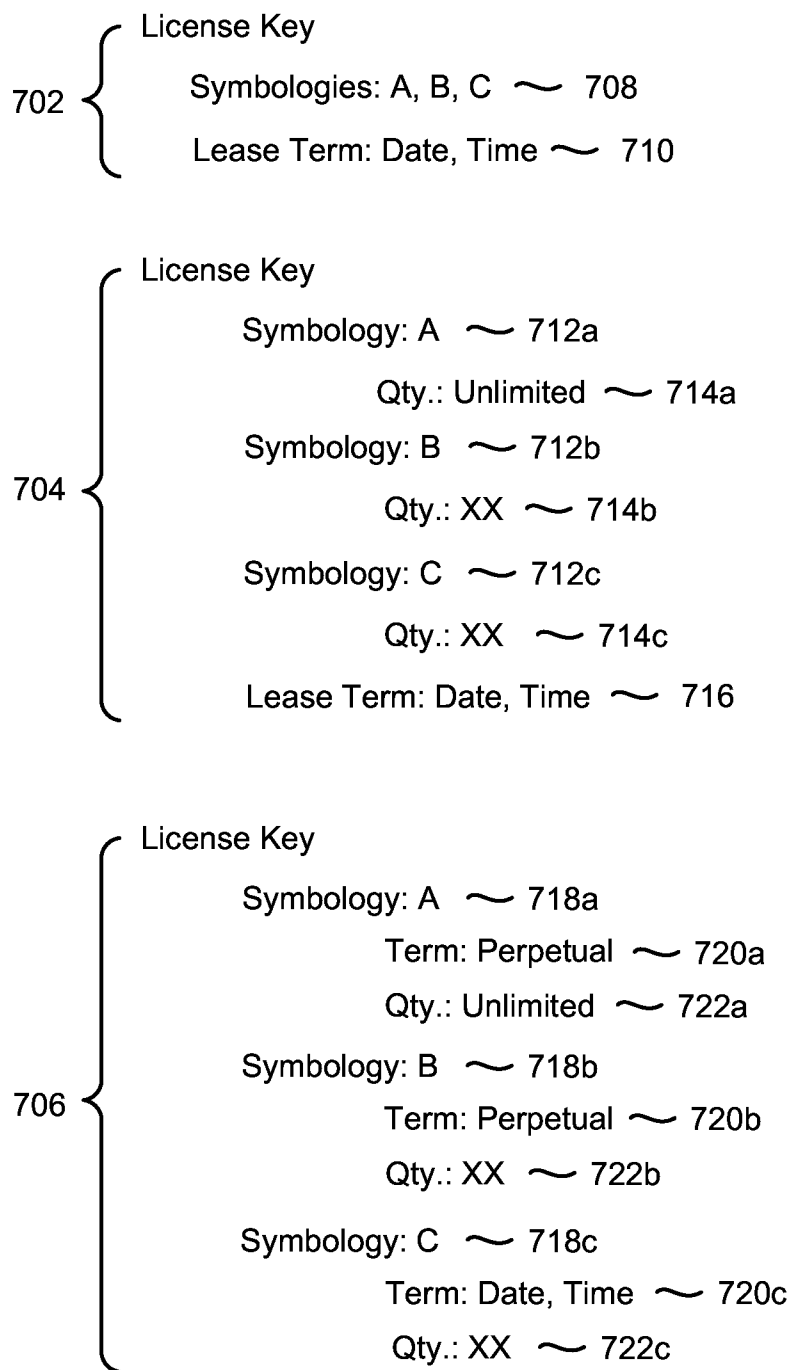 License Key
702
Symbologies: A, B, C 708
Lease Term: Date, Time 710
License Key
Symbology: A 712a
Qty.: Unlimited 714a
Symbology: B 712b
704
Qty.: XX 714b
Symbology: C 712c
Qty.: XX 714c
Lease Term: Date, Time 716
License Key
Symbology: A 718a
Term: Perpetual 720a
Qty.: Unlimited 722a
Symbology: B 718b
706
Term: Perpetual 720b
Qty.: XX 722b
Symbology: C 718c
Term: Date, Time 720c
Qty.: XX 722c